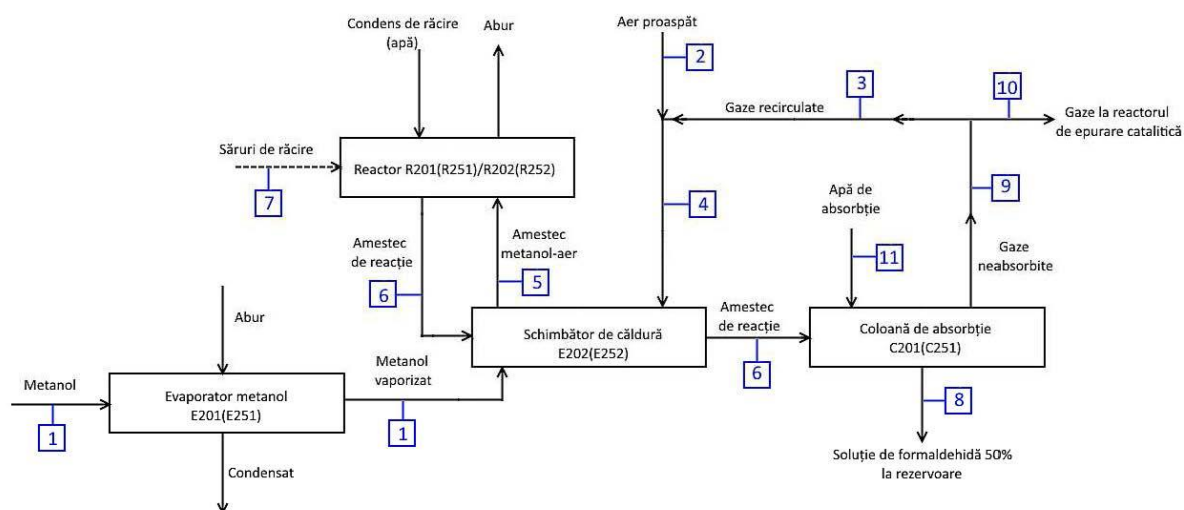 Condens de răcire
(apă)
Abur
Aer proaspăt
2
3
10
Gaze recirculate
Gaze la reactorul
de epurare catalitică
Săruri de răcire
7
Reactor R201(R251)/R202(R252)
4
9
Apă de
absorbție
11
Gaze
neabsorbite
Amestec
de reacție
6
Amestec
metanol-aer
5
Abur
Schimbător de căldură
E202(E252)
Amestec
de reacție
6
Coloană de absorbție
C201(C251)
Metanol
1
Evaporator metanol
E201(E251)
Metanol
vaporizat
1
8
Condensat
Soluție de formaldehidă 50%
la rezervoare